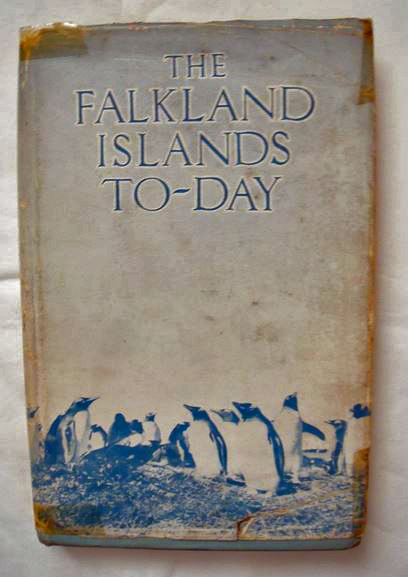 THE
FALKLAND
ISLANDS
TO-DAY